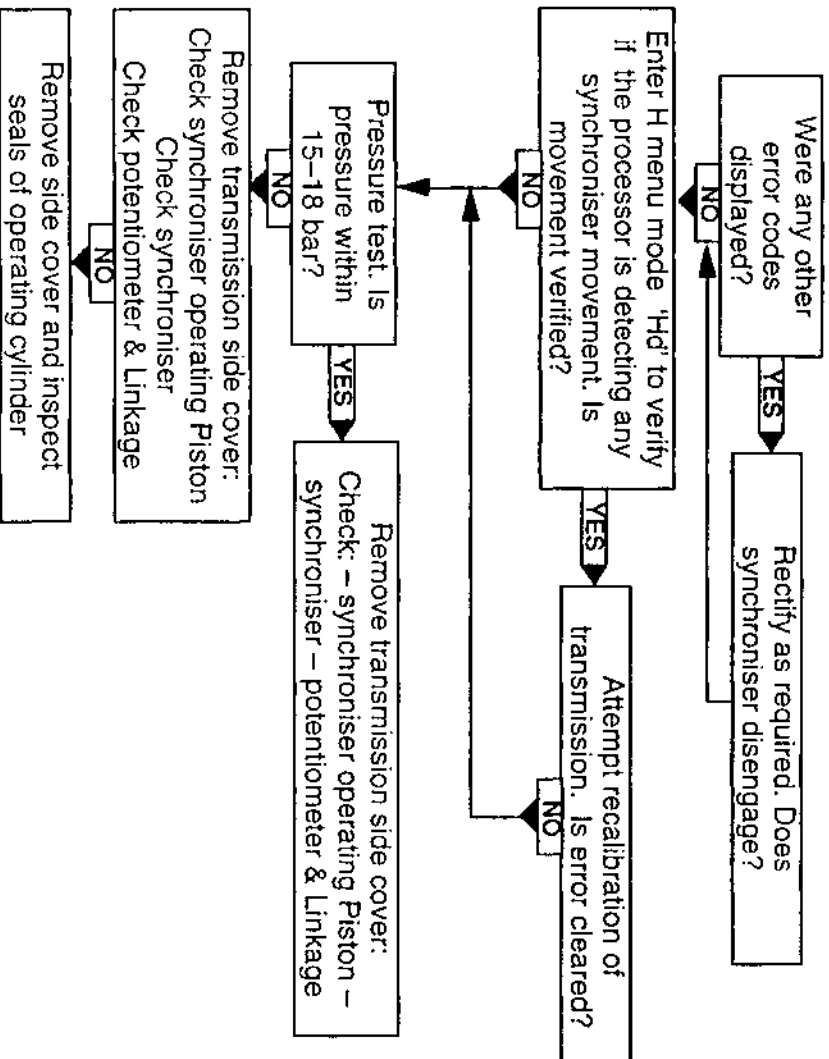 Were any other
error codes
displayed?
YES
NO
Rectify as required. Does
synchroniser disengage?
Enter H menu mode 'Hd' to verify
if the processor is detecting any
synchroniser movement. Is
movement verified?
YES
NO
Attempt recalibration of
transmission. Is error cleared?
NO
Pressure test. Is
pressure within
15–18 bar?
YES
NO
Remove transmission side cover:
Check: – synchroniser operating Piston –
synchroniser – potentiometer & Linkage
Remove transmission side cover:
Check synchroniser operating Piston
Check synchroniser
Check potentiometer & Linkage
NO
Remove side cover and inspect
seals of operating cylinder